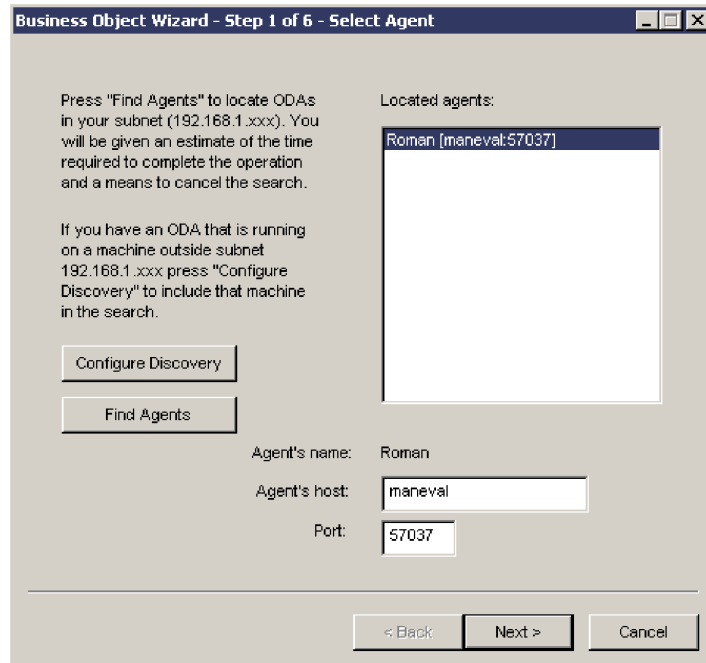 Business Object Wizard - Step 1 of 6 - Select Agent
Press "Find Agents" to locate ODAs
in your subnet (192.168.1.xxx). You
will be given an estimate of the time
required to complete the operation
and a means to cancel the search.
If you have an ODA that is running
on a machine outside subnet
192.168.1.xxx press "Configure
Discovery" to include that machine
in the search.
Configure Discovery
Find Agents
Located agents:
Roman [maneval:57037]
Agent's name: Roman
Agent's host: maneval
Port: 57037
< Back Next > Cancel